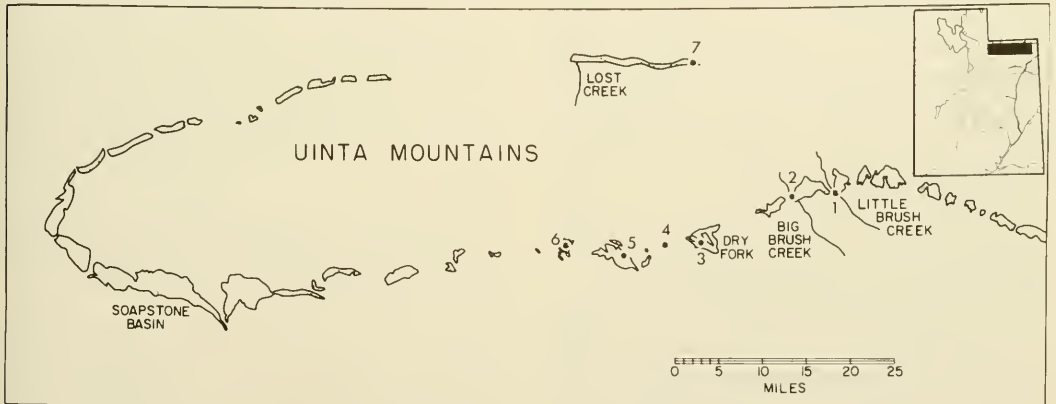 7
LOST
CREEK
UINTA MOUNTAINS
2
1
LITTLE
BRUSH
CREEK
BIG
BRUSH
CREEK
6
5
4
3
DRY
FORK
SOAPSTONE
BASIN
0 5 10 15 20 25
MILES